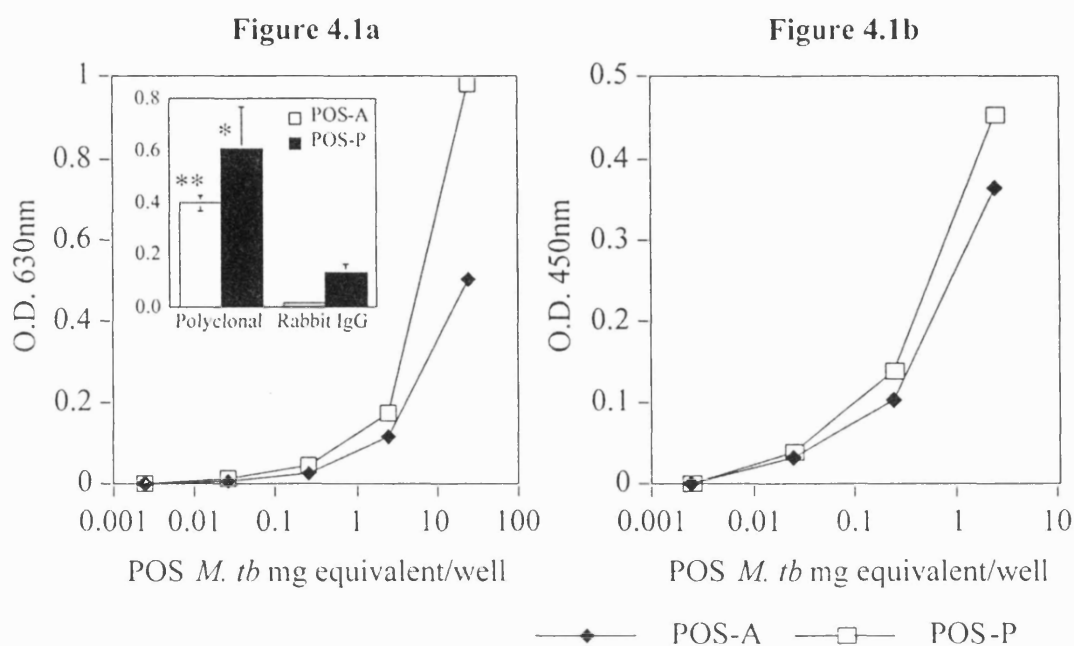 Figure 4.1a
1
0.8
0.6
0.4
0.2
0
O.D. 630nm
0.8
0.6
0.4
0.2
0.0
**
*
POS-A
POS-P
Polyclonal Rabbit IgG
0.001 0.01 0.1 1 10 100
POS M. tb mg equivalent/well
Figure 4.1b
0.5
0.4
0.3
0.2
0.1
0
O.D. 450nm
0.001 0.01 0.1 1 10
POS M. tb mg equivalent/well
POS-A POS-P